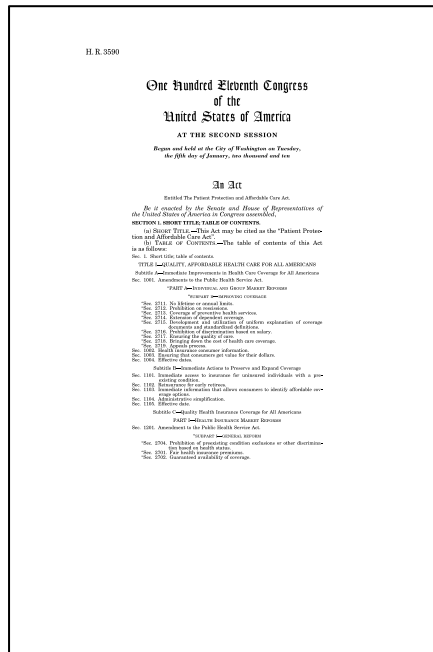 H. R. 3590
One Hundred Eleventh Congress
of the
United States of America
AT THE SECOND SESSION
Began and held at the City of Washington on Tuesday,
the fifth day of January, two thousand and ten
An Act
Entitled The Patient Protection and Affordable Care Act.
Be it enacted by the Senate and House of Representatives of
the United States of America in Congress assembled,
SECTION 1. SHORT TITLE; TABLE OF CONTENTS.
(a) SHORT TITLE.—This Act may be cited as the "Patient Protec-
tion and Affordable Care Act".
(b) TABLE OF CONTENTS.—The table of contents of this Act
is as follows:
Sec. 1. Short title; table of contents.
TITLE I—QUALITY, AFFORDABLE HEALTH CARE FOR ALL AMERICANS
Subtitle A—Immediate Improvements in Health Care Coverage for All Americans
Sec. 1001. Amendments to the Public Health Service Act.
"PART A—INDIVIDUAL AND GROUP MARKET REFORMS
"SUBPART II—IMPROVING COVERAGE
"Sec. 2711. No lifetime or annual limits.
"Sec. 2712. Prohibition on rescissions.
"Sec. 2713. Coverage of preventive health services.
"Sec. 2714. Extension of dependent coverage.
"Sec. 2715. Development and utilization of uniform explanation of coverage
documents and standardized definitions.
"Sec. 2716. Prohibition of discrimination based on salary.
"Sec. 2717. Ensuring the quality of care.
"Sec. 2718. Bringing down the cost of health care coverage.
"Sec. 2719. Appeals process.
Sec. 1002. Health insurance consumer information.
Sec. 1003. Ensuring that consumers get value for their dollars.
Sec. 1004. Effective dates.
Subtitle B—Immediate Actions to Preserve and Expand Coverage
Sec. 1101. Immediate access to insurance for uninsured individuals with a pre-
existing condition.
Sec. 1102. Reinsurance for early retirees.
Sec. 1103. Immediate information that allows consumers to identify affordable cov-
erage options.
Sec. 1104. Administrative simplification.
Sec. 1105. Effective date.
Subtitle C—Quality Health Insurance Coverage for All Americans
PART I—HEALTH INSURANCE MARKET REFORMS
Sec. 1201. Amendment to the Public Health Service Act.
"SUBPART I—GENERAL REFORM
"Sec. 2704. Prohibition of preexisting condition exclusions or other discrimina-
tion based on health status.
"Sec. 2701. Fair health insurance premiums.
"Sec. 2702. Guaranteed availability of coverage.